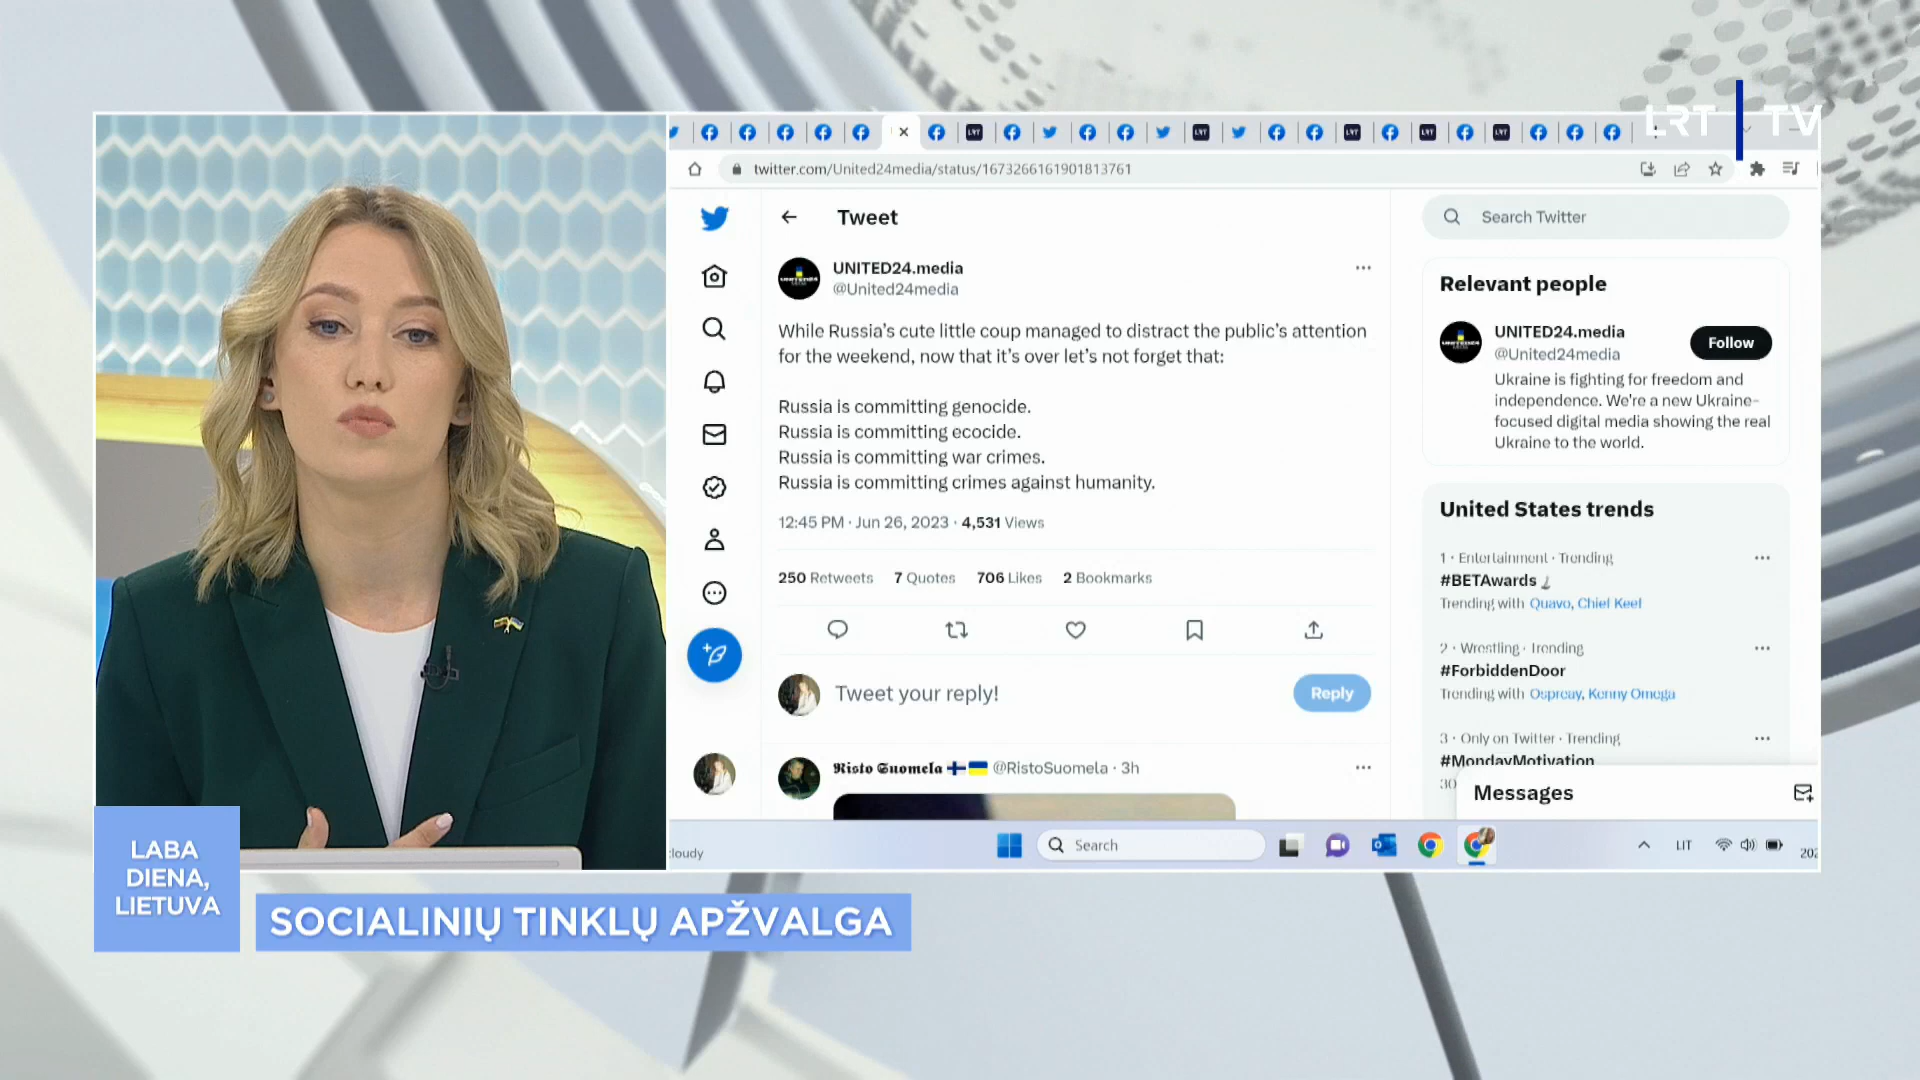 LRT TV
twitter.com/United24media/status/1673266161901813761
Tweet
Search Twitter
UNITED24.media
@United24media
While Russia's cute little coup managed to distract the public's attention
for the weekend, now that it's over let's not forget that:
Russia is committing genocide.
Russia is committing ecocide.
Russia is committing war crimes.
Russia is committing crimes against humanity.
12:45 PM · Jun 26, 2023 · 4,531 Views
250 Retweets 7 Quotes 706 Likes 2 Bookmarks
Tweet your reply!
Reply
Risto Suomela @RistoSuomela · 3h
Relevant people
UNITED24.media
@United24media
Follow
Ukraine is fighting for freedom and
independence. We're a new Ukraine-
focused digital media showing the real
Ukraine to the world.
United States trends
1 · Entertainment · Trending
#BETAwards
Trending with Quavo, Chief Keef
2 · Wrestling · Trending
#ForbiddenDoor
Trending with Ospreay, Kenny Omega
3 · Only on Twitter · Trending
#MondayMotivation
30
Messages
loudy
Search
LIT
202
LABA
DIENA,
LIETUVA
SOCIALINIŲ TINKLŲ APŽVALGA